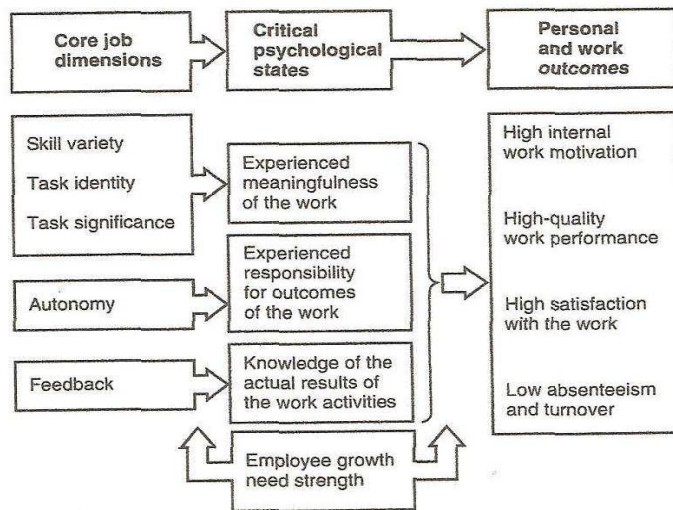 Core job
dimensions
Critical
psychological
states
Personal
and work
outcomes
Skill variety
Task identity
Task significance
Experienced
meaningfulness
of the work
Autonomy
Experienced
responsibility
for outcomes
of the work
Feedback
Knowledge of the
actual results of
the work activities
High internal
work motivation
High-quality
work performance
High satisfaction
with the work
Low absenteeism
and turnover
Employee growth
need strength